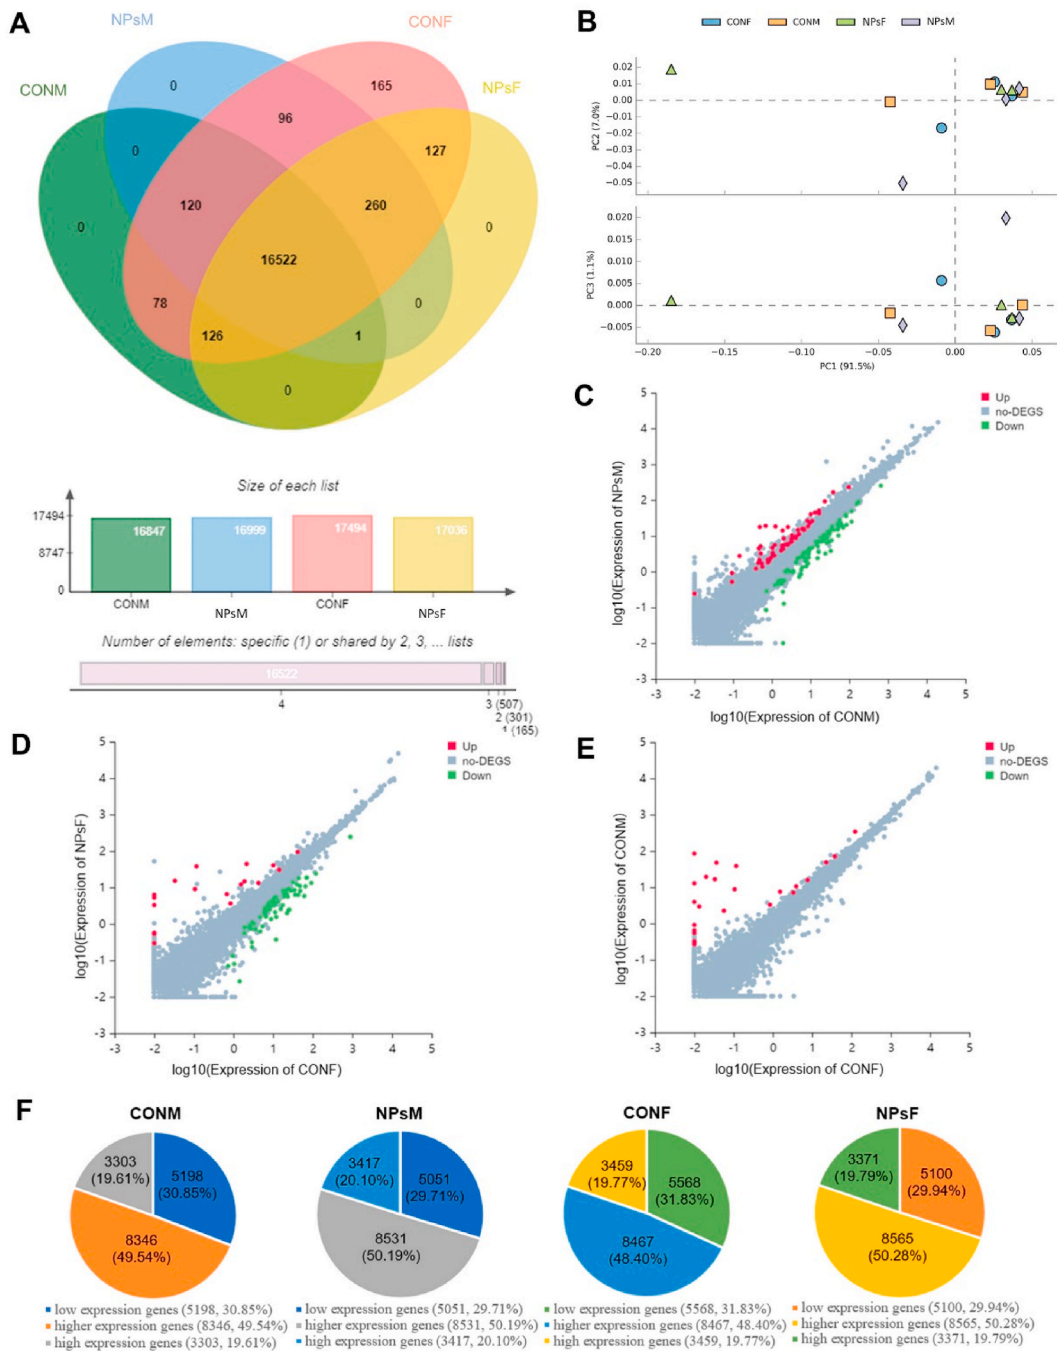 A
NPsM
CONF
CONM
NPsF
0
165
96
0
127
120
260
0
0
16522
78
0
126
1
0
Size of each list
17494
8747
0
16847
16999
17494
17036
CONM
NPsM
CONF
NPsF
Number of elements: specific (1) or shared by 2, 3, ... lists
16522
4
3 (507)
2 (301)
1 (165)
B
CONF
CONM
NPsF
NPsM
0.02
0.01
0.00
−0.01
−0.02
−0.03
−0.04
−0.05
PC2 (7.0%)
0.020
0.015
0.010
0.005
0.000
−0.005
PC3 (1.1%)
−0.20
−0.15
−0.10
−0.05
0.00
0.05
PC1 (91.5%)
C
Up
no-DEGS
Down
5
4
3
2
1
0
-1
-2
-3
log10(Expression of NPsM)
-3
-2
-1
0
1
2
3
4
5
log10(Expression of CONM)
D
Up
no-DEGS
Down
5
4
3
2
1
0
-1
-2
-3
log10(Expression of NPsF)
-3
-2
-1
0
1
2
3
4
5
log10(Expression of CONF)
E
Up
no-DEGS
Down
5
4
3
2
1
0
-1
-2
-3
log10(Expression of CONM)
-3
-2
-1
0
1
2
3
4
5
log10(Expression of CONF)
F
CONM
3303
(19.61%)
5198
(30.85%)
8346
(49.54%)
low expression genes (5198, 30.85%)
higher expression genes (8346, 49.54%)
high expression genes (3303, 19.61%)
NPsM
3417
(20.10%)
5051
(29.71%)
8531
(50.19%)
low expression genes (5051, 29.71%)
higher expression genes (8531, 50.19%)
high expression genes (3417, 20.10%)
CONF
3459
(19.77%)
5568
(31.83%)
8467
(48.40%)
low expression genes (5568, 31.83%)
higher expression genes (8467, 48.40%)
high expression genes (3459, 19.77%)
NPsF
3371
(19.79%)
5100
(29.94%)
8565
(50.28%)
low expression genes (5100, 29.94%)
higher expression genes (8565, 50.28%)
high expression genes (3371, 19.79%)